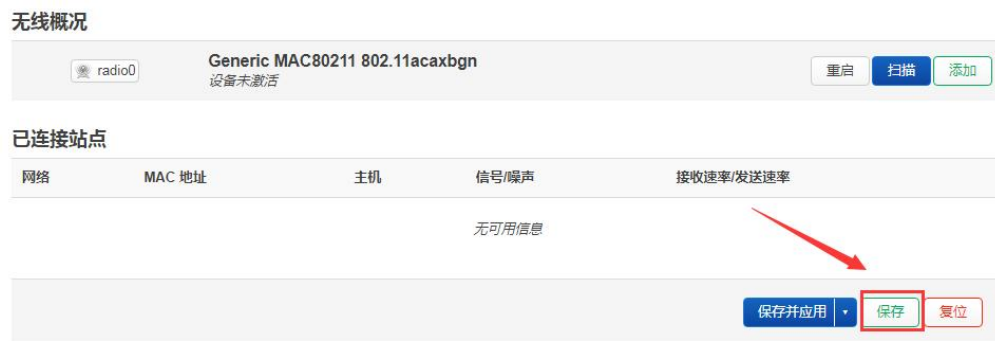 无线概况
radio0
Generic MAC80211 802.11acaxbgn
设备未激活
重启 扫描 添加
已连接站点
网络 MAC 地址 主机 信号/噪声 接收速率/发送速率
无可用信息
保存并应用 保存 复位